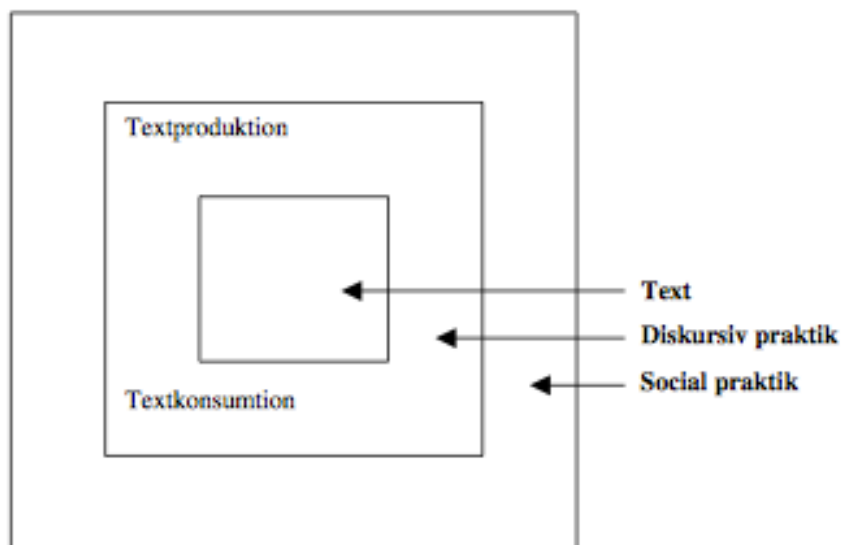 Textproduktion
Text
Diskursiv praktik
Social praktik
Textkonsumtion